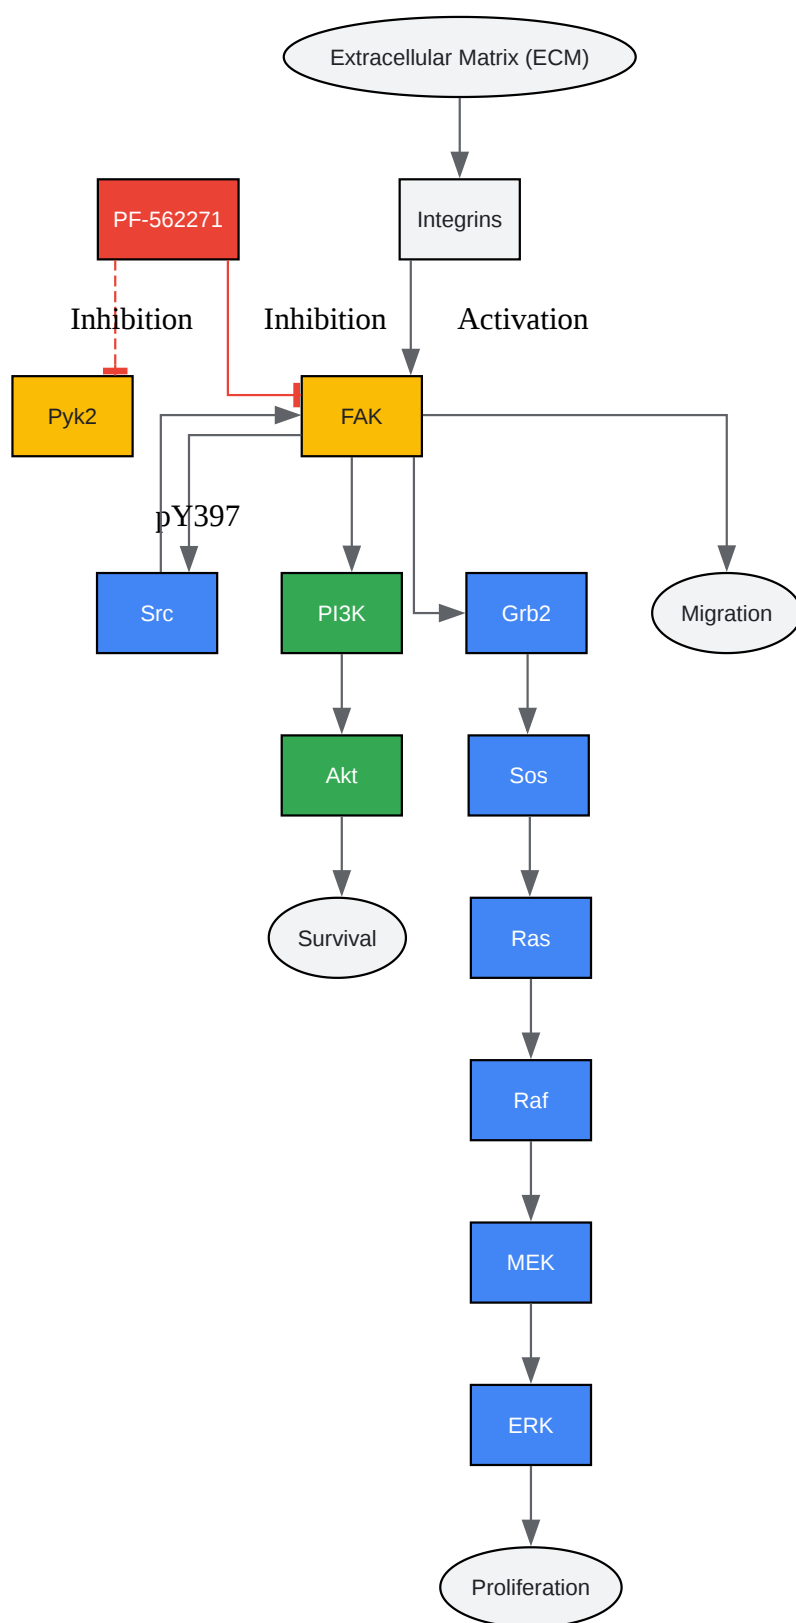 Extracellular Matrix (ECM)
PF-562271
Integrins
Inhibition
Inhibition
Activation
Pyk2
FAK
pY397
Src
PI3K
Grb2
Migration
Akt
Sos
Survival
Ras
Raf
MEK
ERK
Proliferation